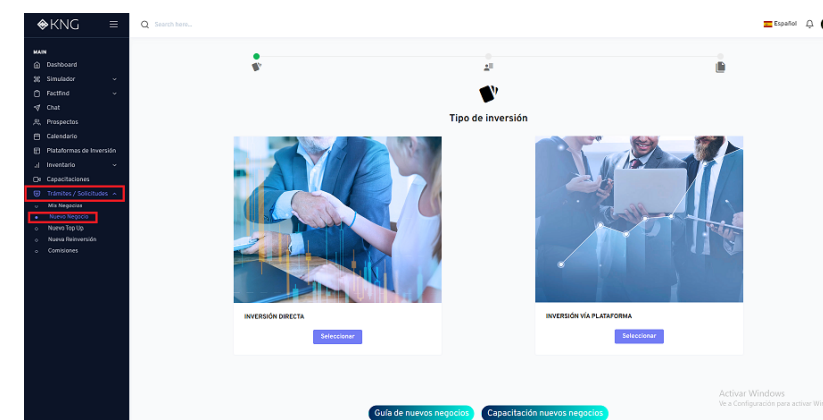 KNG
Search here...
Español
MAIN
Dashboard
Simulador
Factfind
Chat
Prospectos
Calendario
Plataformas de Inversión
Inventario
Capacitaciones
Trámites / Solicitudes
Mis Negocios
Nuevo Negocio
Nuevo Top Up
Nueva Reinversión
Comisiones
Tipo de inversión
INVERSIÓN DIRECTA
Seleccionar
INVERSIÓN VÍA PLATAFORMA
Seleccionar
Guía de nuevos negocios
Capacitación nuevos negocios
Activar Windows
Ve a Configuración para activar Win